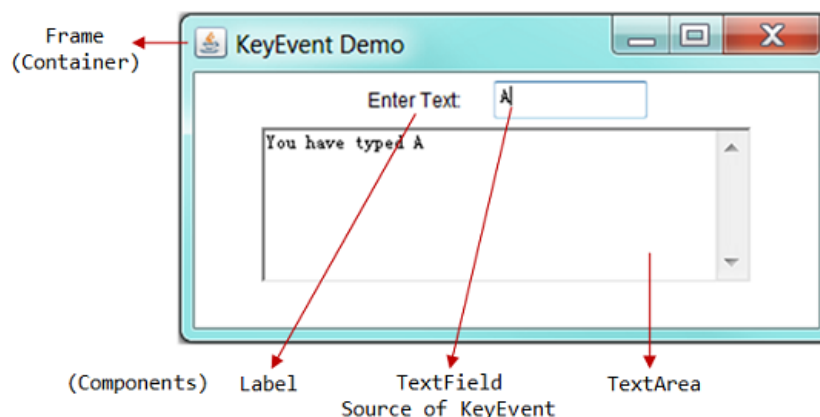 Frame
(Container)
KeyEvent Demo
Enter Text:
A
You have typed A
(Components) Label TextField TextArea
Source of KeyEvent